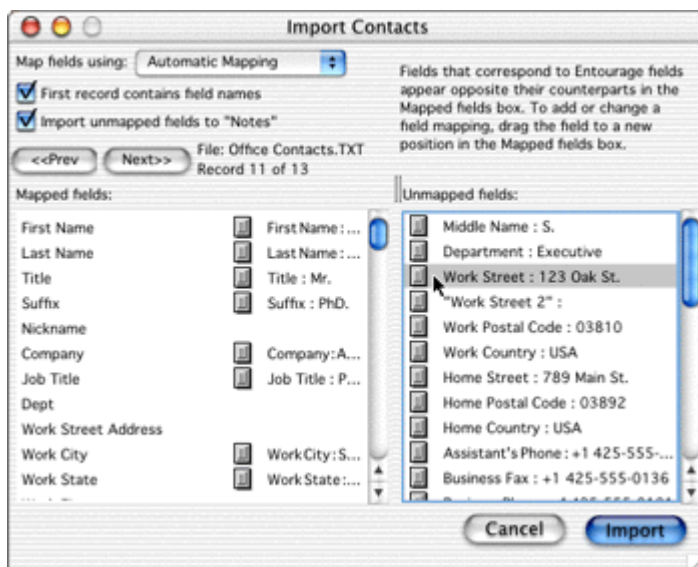 Import Contacts
Map fields using: Automatic Mapping
First record contains field names
Import unmapped fields to "Notes"
<<Prev Next>> File: Office Contacts.TXT
Record 11 of 13
Fields that correspond to Entourage fields
appear opposite their counterparts in the
Mapped fields box. To add or change a
field mapping, drag the field to a new
position in the Mapped fields box.
Mapped fields:
First Name First Name:...
Last Name Last Name:...
Title Title : Mr.
Suffix Suffix : PhD.
Nickname
Company Company:A...
Job Title Job Title : P...
Dept
Work Street Address
Work City WorkCity:S...
Work State WorkState:...
Unmapped fields:
Middle Name : S.
Department : Executive
Work Street : 123 Oak St.
"Work Street 2" :
Work Postal Code : 03810
Work Country : USA
Home Street : 789 Main St.
Home Postal Code : 03892
Home Country : USA
Assistant's Phone: +1 425-555-...
Business Fax : +1 425-555-0136
Cancel Import